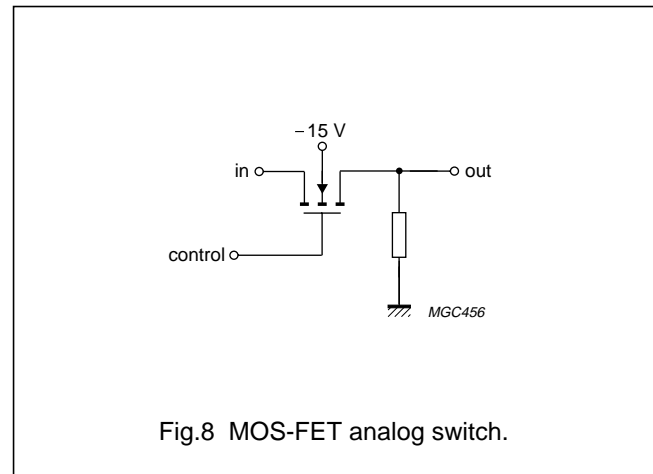 −15 V
in
out
control
MGC456
Fig.8 MOS-FET analog switch.